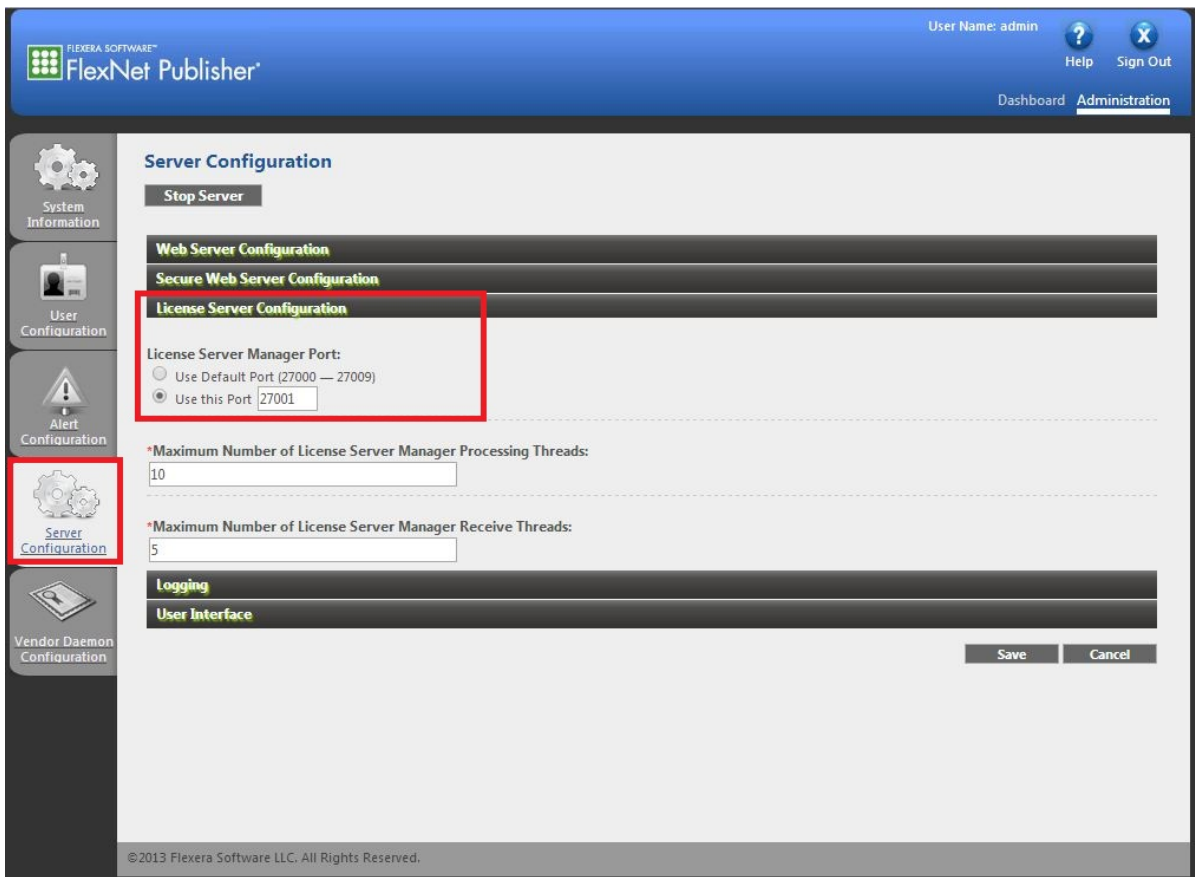 User Name: admin
FLEXERA SOFTWARE™
FlexNet Publisher®
?
X
Help
Sign Out
Dashboard
Administration
System
Information
User
Configuration
Alert
Configuration
Server
Configuration
Vendor Daemon
Configuration
Server Configuration
Stop Server
Web Server Configuration
Secure Web Server Configuration
License Server Configuration
License Server Manager Port:
Use Default Port (27000 — 27009)
Use this Port 27001
*Maximum Number of License Server Manager Processing Threads:
10
*Maximum Number of License Server Manager Receive Threads:
5
Logging
User Interface
Save
Cancel
©2013 Flexera Software LLC. All Rights Reserved.